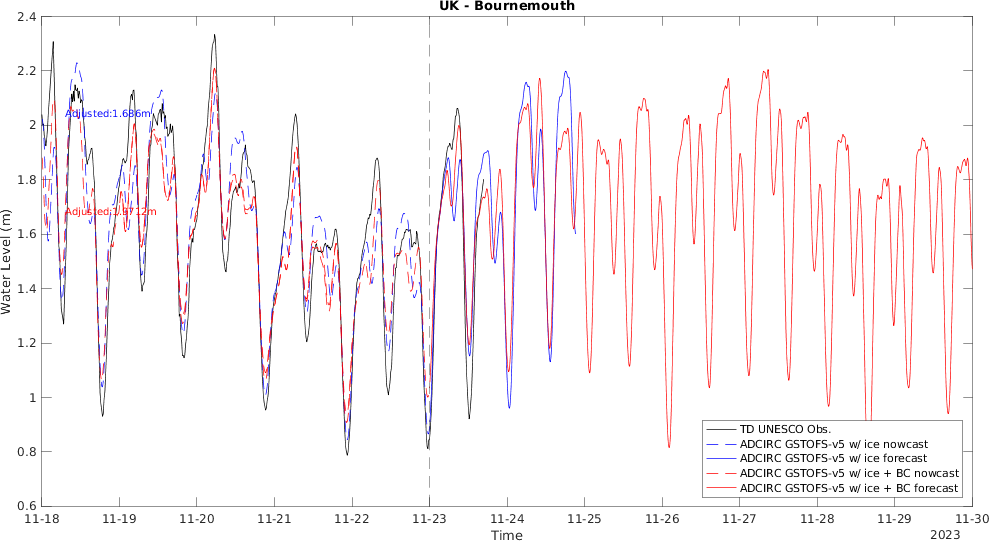 UK - Bournemouth
2.4
2.2
2
1.8
1.6
1.4
1.2
1
0.8
0.6
Water Level (m)
Adjusted:1.686m
11-18
11-19
11-20
11-21
11-22
11-23
11-24
11-25
11-26
11-27
11-28
11-29
11-30
Time
2023
TD UNESCO Obs.
ADCIRC GSTOFS-v5 w/ ice nowcast
ADCIRC GSTOFS-v5 w/ ice forecast
ADCIRC GSTOFS-v5 w/ ice + BC nowcast
ADCIRC GSTOFS-v5 w/ ice + BC forecast